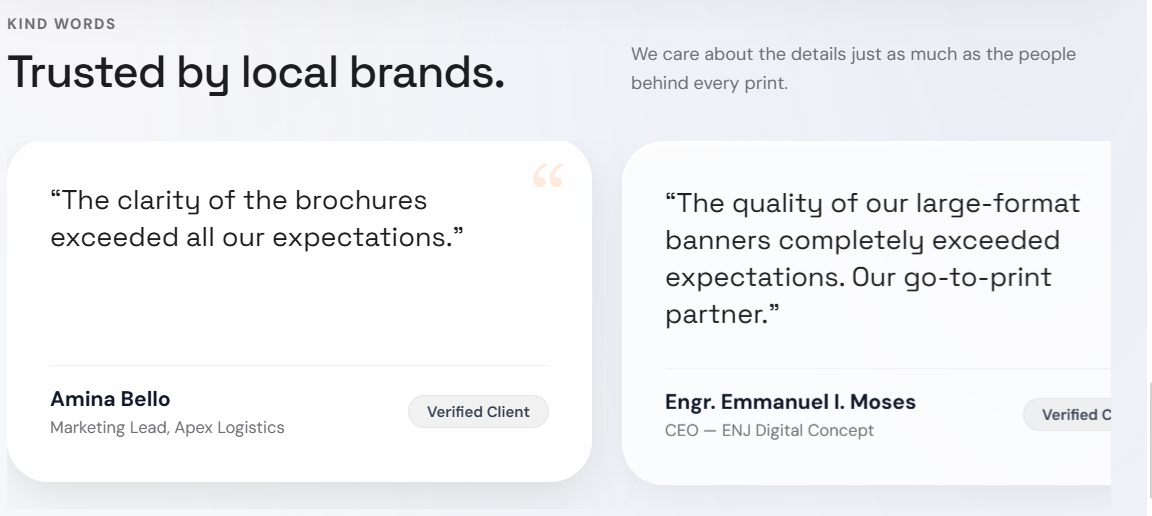 KIND WORDS
Trusted by local brands.
We care about the details just as much as the people
behind every print.
“
“The clarity of the brochures
exceeded all our expectations.”
Amina Bello
Marketing Lead, Apex Logistics
Verified Client
“The quality of our large-format
banners completely exceeded
expectations. Our go-to-print
partner.”
Engr. Emmanuel I. Moses
CEO — ENJ Digital Concept
Verified C